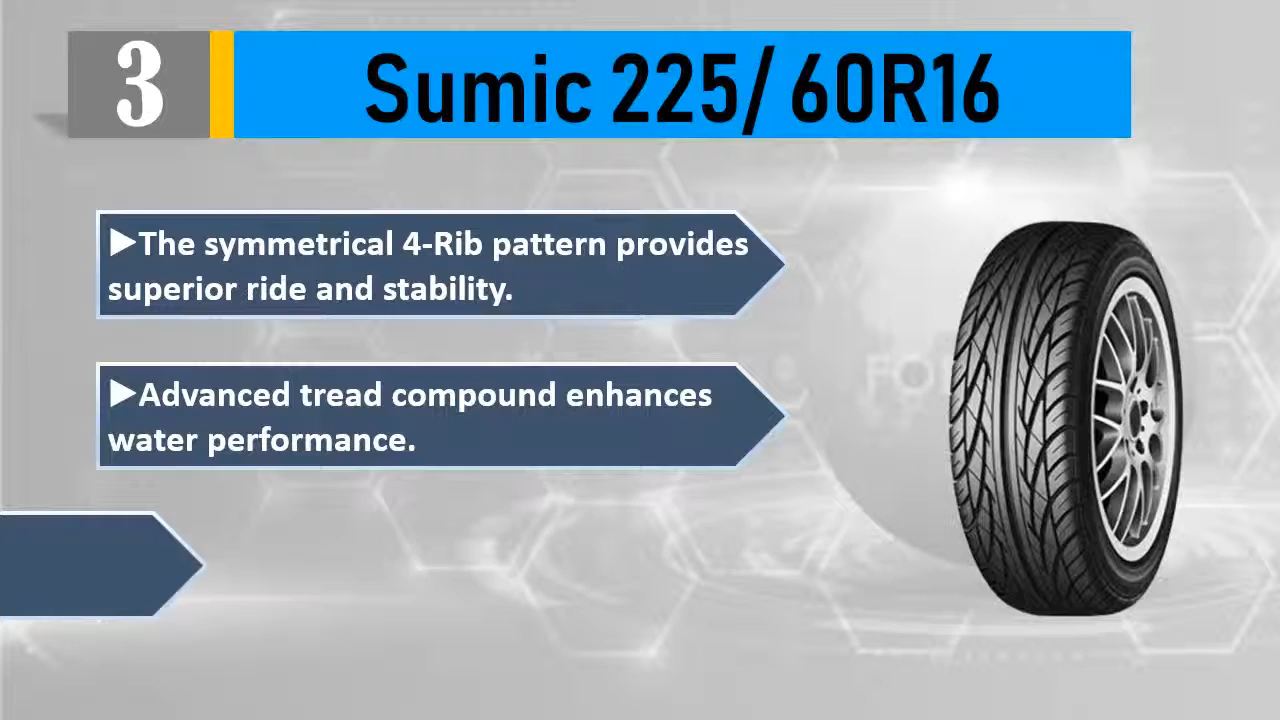 3
Sumic 225/ 60R16
▶The symmetrical 4-Rib pattern provides
superior ride and stability.
▶Advanced tread compound enhances
water performance.